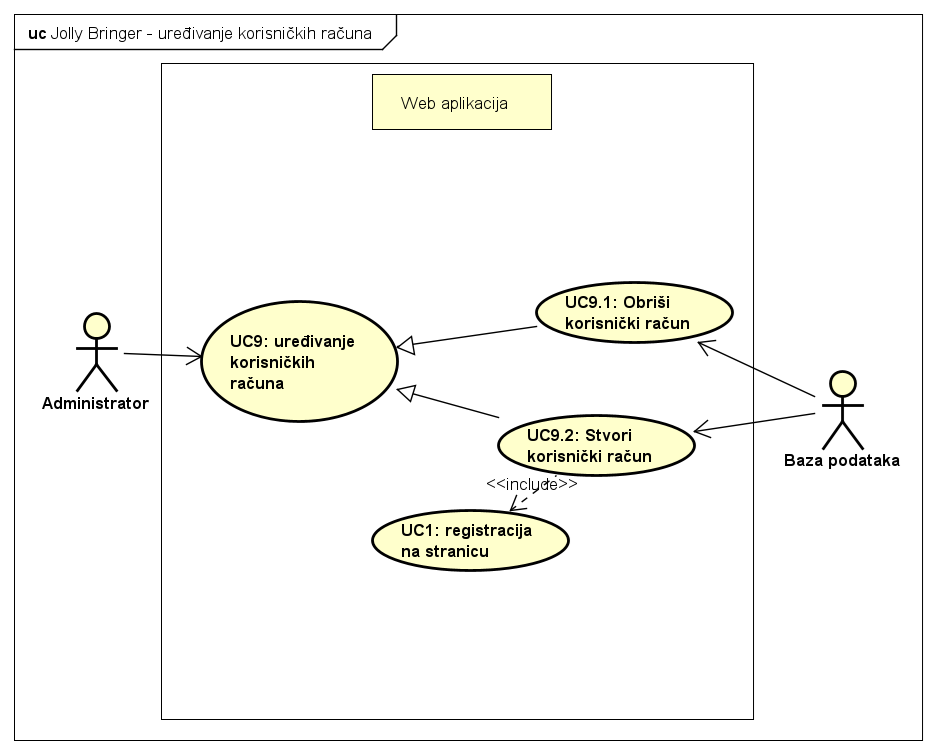 uc Jolly Bringer - uređivanje korisničkih računa
Web aplikacija
UC9.1: Obriši
korisnički račun
UC9: uređivanje
korisničkih
računa
Administrator
UC9.2: Stvori
korisnički račun
Baza podataka
<<include>>
UC1: registracija
na stranicu